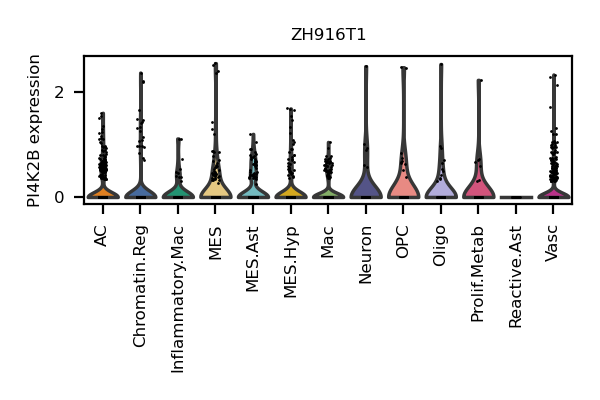 ZH916T1
PI4K2B expression
2
0
AC
Chromatin.Reg
Inflammatory.Mac
MES
MES.Ast
MES.Hyp
Mac
Neuron
OPC
Oligo
Prolif.Metab
Reactive.Ast
Vasc